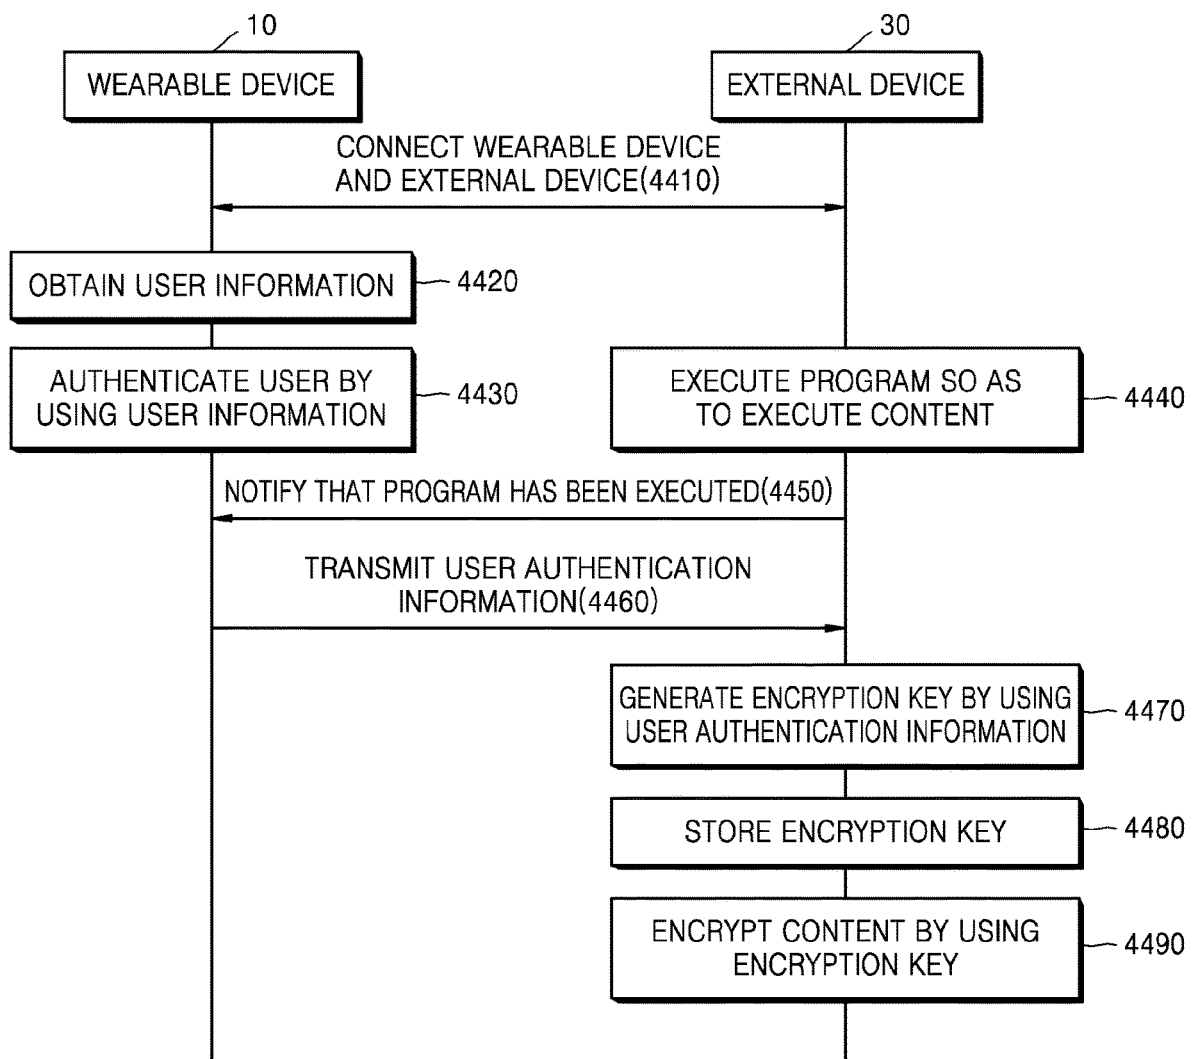 10
30
WEARABLE DEVICE
EXTERNAL DEVICE
CONNECT WEARABLE DEVICE
AND EXTERNAL DEVICE(4410)
OBTAIN USER INFORMATION
4420
AUTHENTICATE USER BY
USING USER INFORMATION
4430
EXECUTE PROGRAM SO AS
TO EXECUTE CONTENT
4440
NOTIFY THAT PROGRAM HAS BEEN EXECUTED(4450)
TRANSMIT USER AUTHENTICATION
INFORMATION(4460)
GENERATE ENCRYPTION KEY BY USING
USER AUTHENTICATION INFORMATION
4470
STORE ENCRYPTION KEY
4480
ENCRYPT CONTENT BY USING
ENCRYPTION KEY
4490